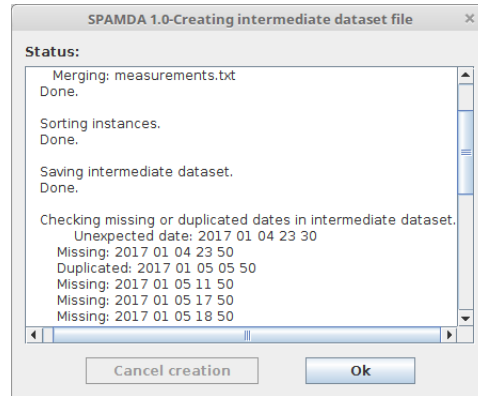 SPAMDA 1.0-Creating intermediate dataset file
Status:
Merging: measurements.txt
Done.
Sorting instances.
Done.
Saving intermediate dataset.
Done.
Checking missing or duplicated dates in intermediate dataset.
Unexpected date: 2017 01 04 23 30
Missing: 2017 01 04 23 50
Duplicated: 2017 01 05 05 50
Missing: 2017 01 05 11 50
Missing: 2017 01 05 17 50
Missing: 2017 01 05 18 50
Cancel creation
Ok